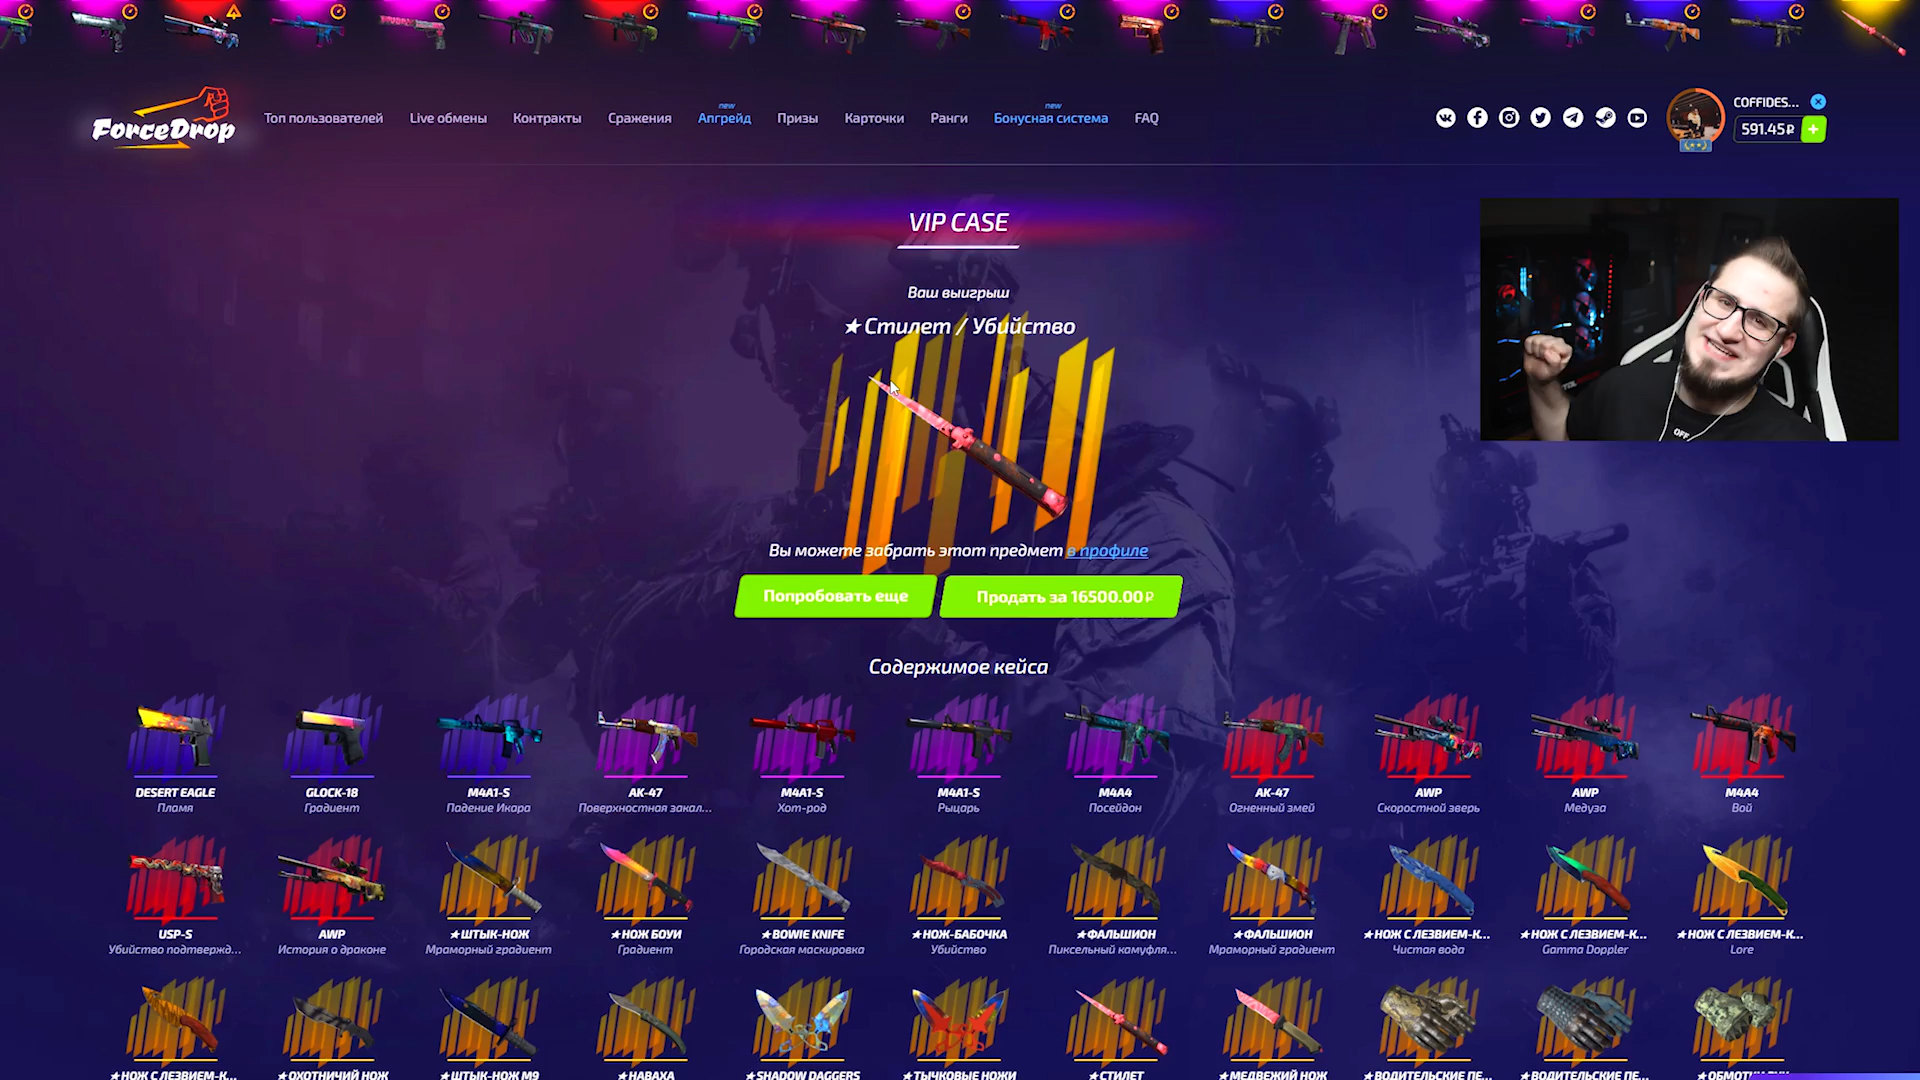 ForceDrop
Топ пользователей
Live обмены
Контракты
Сражения
new
Апгрейд
Призы
Карточки
Ранги
new
Бонусная система
FAQ
COFFIDES...
591.45₽
VIP CASE
Ваш выигрыш
★ Стилет / Убийство
Вы можете забрать этот предмет в профиле
Попробовать еще
Продать за 16500.00₽
OFF
Содержимое кейса
DESERT EAGLE
Пламя
GLOCK-18
Градиент
M4A1-S
Падение Икара
AK-47
Поверхностная закал...
M4A1-S
Хот-род
M4A1-S
Рыцарь
M4A4
Посейдон
AK-47
Огненный змей
AWP
Скоростной зверь
AWP
Медуза
M4A4
Вой
USP-S
Убийство подтвержд...
AWP
История о драконе
★ ШТЫК-НОЖ
Мраморный градиент
★ НОЖ БОУИ
Градиент
★ BOWIE KNIFE
Городская маскировка
★ НОЖ-БАБОЧКА
Убийство
★ ФАЛЬШИОН
Пиксельный камуфля...
★ ФАЛЬШИОН
Мраморный градиент
★ НОЖ С ЛЕЗВИЕМ-К...
Чистая вода
★ НОЖ С ЛЕЗВИЕМ-К...
Gamma Doppler
★ НОЖ С ЛЕЗВИЕМ-К...
Lore
★ НОЖ С ЛЕЗВИЕМ-К...
★ ОХОТНИЧИЙ НОЖ
★ ШТЫК-НОЖ M9
★ НАВАХА
★ SHADOW DAGGERS
★ ТЫЧКОВЫЕ НОЖИ
★ СТИЛЕТ
★ МЕДВЕЖИЙ НОЖ
★ ВОДИТЕЛЬСКИЕ ПЕ...
★ ВОДИТЕЛЬСКИЕ ПЕ...
★ ОБМОТКИ РУК